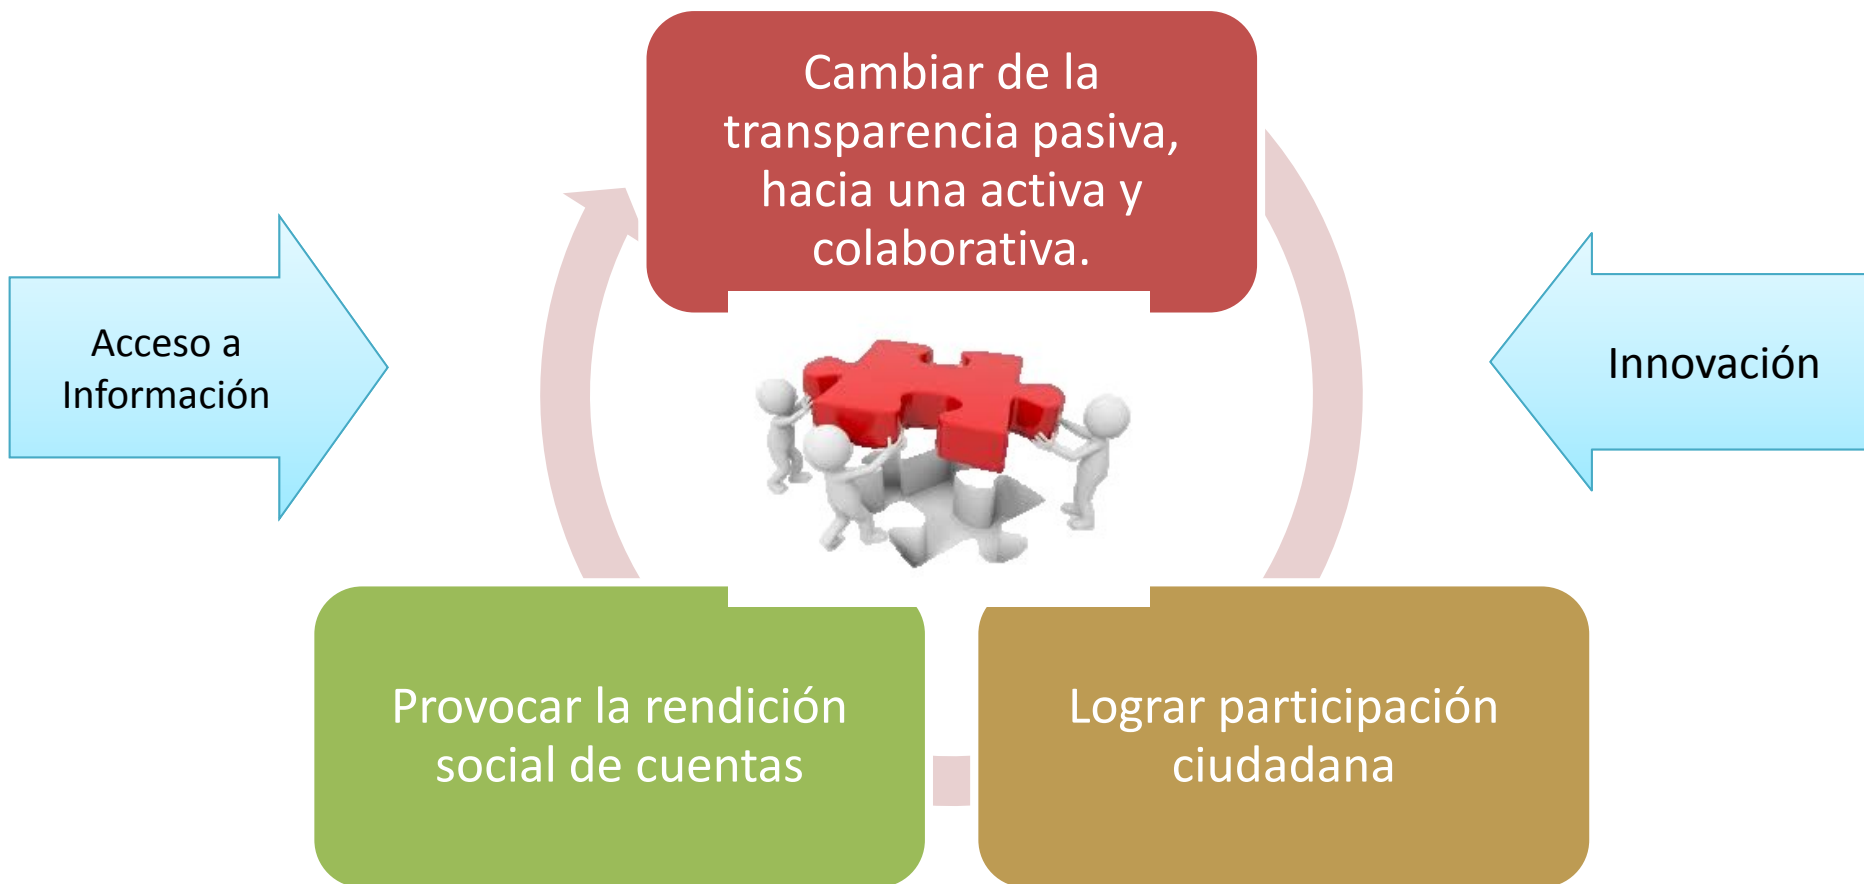 Cambiar de la
transparencia pasiva,
hacia una activa y
colaborativa.
Acceso a
Información
Innovación
Provocar la rendición
social de cuentas
Lograr participación
ciudadana